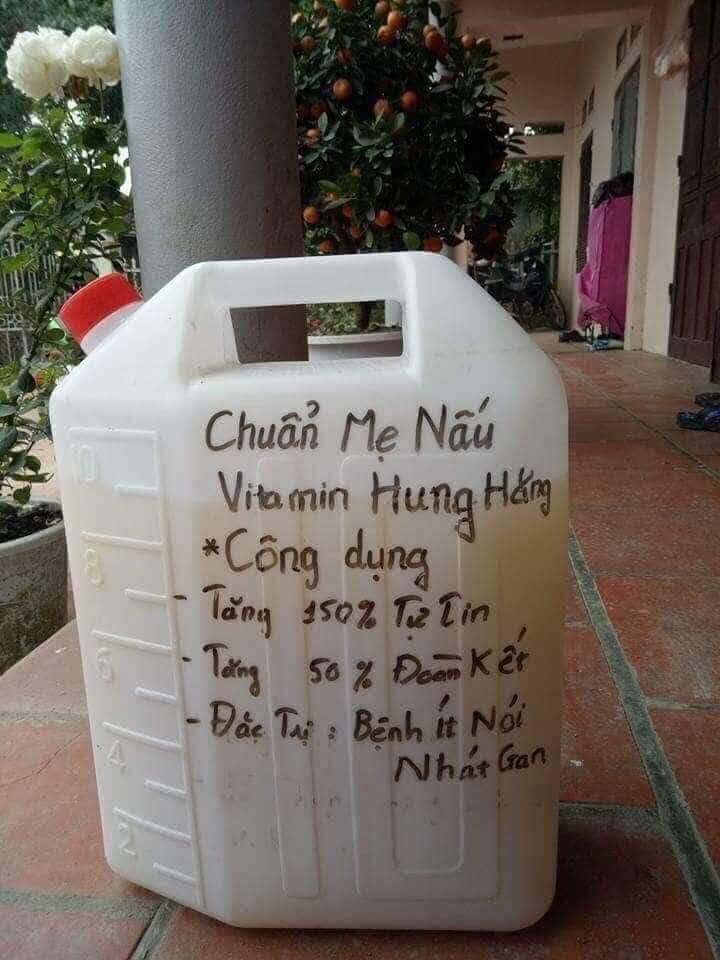 Chuẩn Mẹ Nấu
Vitamin Hung Hăng
*Công dụng
- Tăng 150% Tự Tin
- Tăng 50% Đoàn Kết
- Đặc Trị : Bệnh Ít Nói
Nhát Gan
10
8
6
4
2